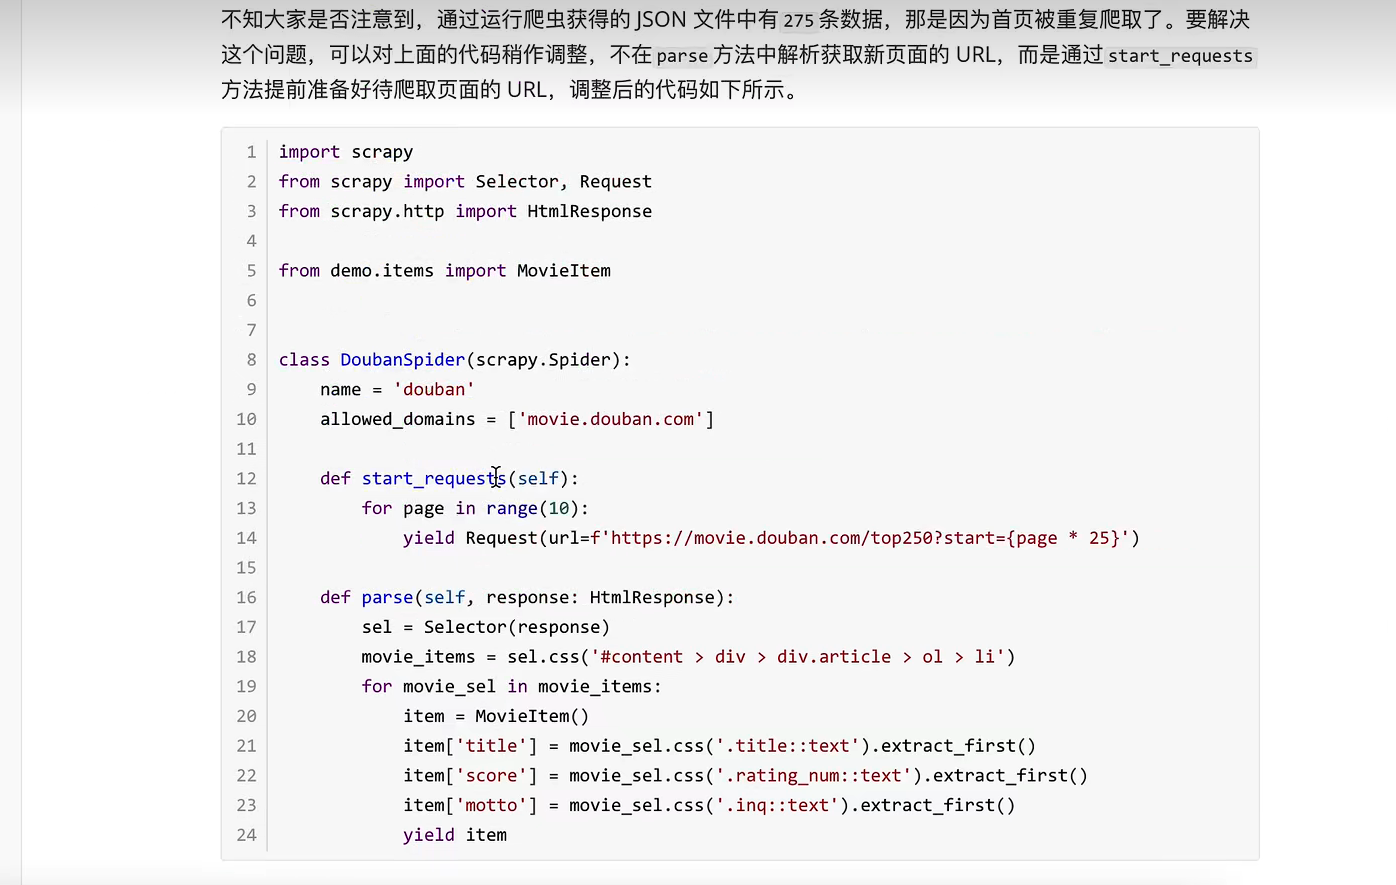 不知大家是否注意到，通过运行爬虫获得的 JSON 文件中有 275 条数据，那是因为首页被重复爬取了。要解决
这个问题，可以对上面的代码稍作调整，不在 parse 方法中解析获取新页面的 URL，而是通过 start_requests
方法提前准备好待爬取页面的 URL，调整后的代码如下所示。
1 import scrapy
2 from scrapy import Selector, Request
3 from scrapy.http import HtmlResponse
4
5 from demo.items import MovieItem
6
7
8 class DoubanSpider(scrapy.Spider):
9     name = 'douban'
10     allowed_domains = ['movie.douban.com']
11
12     def start_requests(self):
13         for page in range(10):
14             yield Request(url=f'https://movie.douban.com/top250?start={page * 25}')
15
16     def parse(self, response: HtmlResponse):
17         sel = Selector(response)
18         movie_items = sel.css('#content > div > div.article > ol > li')
19         for movie_sel in movie_items:
20             item = MovieItem()
21             item['title'] = movie_sel.css('.title::text').extract_first()
22             item['score'] = movie_sel.css('.rating_num::text').extract_first()
23             item['motto'] = movie_sel.css('.inq::text').extract_first()
24             yield item